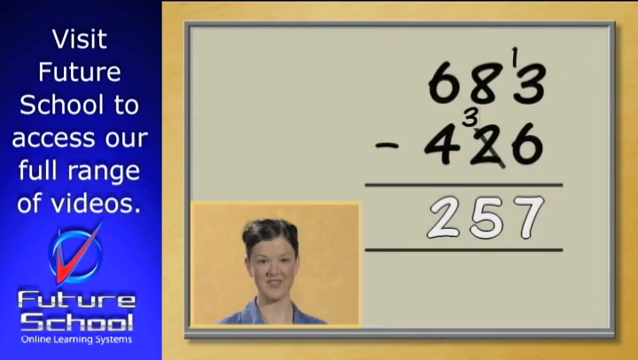 Visit
Future
School to
access our
full range
of videos.
Future
School
Online Learning Systems
1
683
3
- 426
257